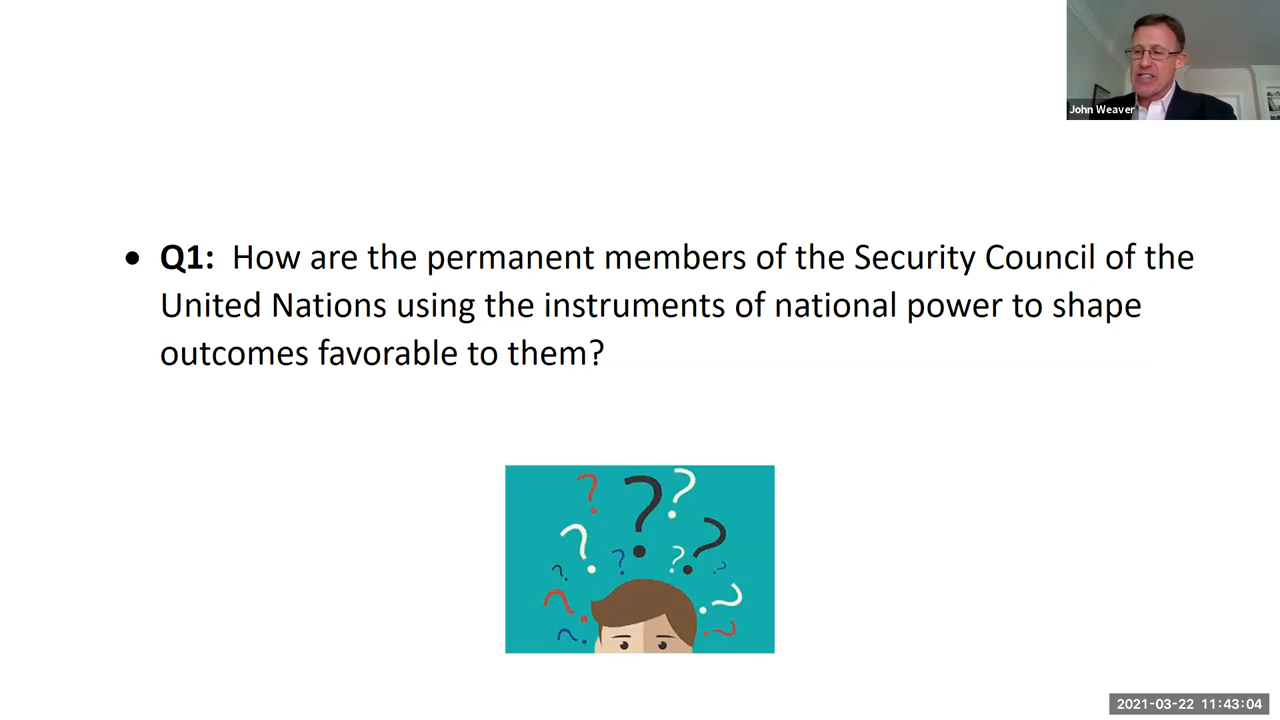 John Weaver
• Q1: How are the permanent members of the Security Council of the
United Nations using the instruments of national power to shape
outcomes favorable to them?
? ? ?
? ? ? ?
? ? ?
? ?
? ?
2021-03-22 11:43:04